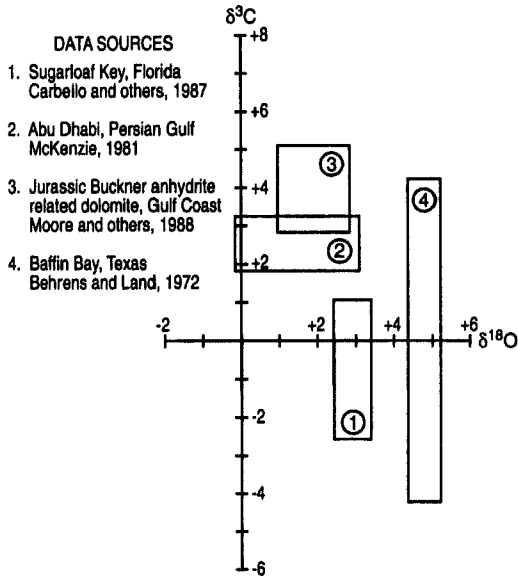 δ³C
DATA SOURCES
1. Sugarloaf Key, Florida
Carbello and others, 1987
2. Abu Dhabi, Persian Gulf
McKenzie, 1981
3. Jurassic Buckner anhydrite
related dolomite, Gulf Coast
Moore and others, 1988
4. Baffin Bay, Texas
Behrens and Land, 1972
+8
+6
+4
+2
-2
-4
-6
-2
+2
+4
+6
δ¹⁸O
3
4
2
1